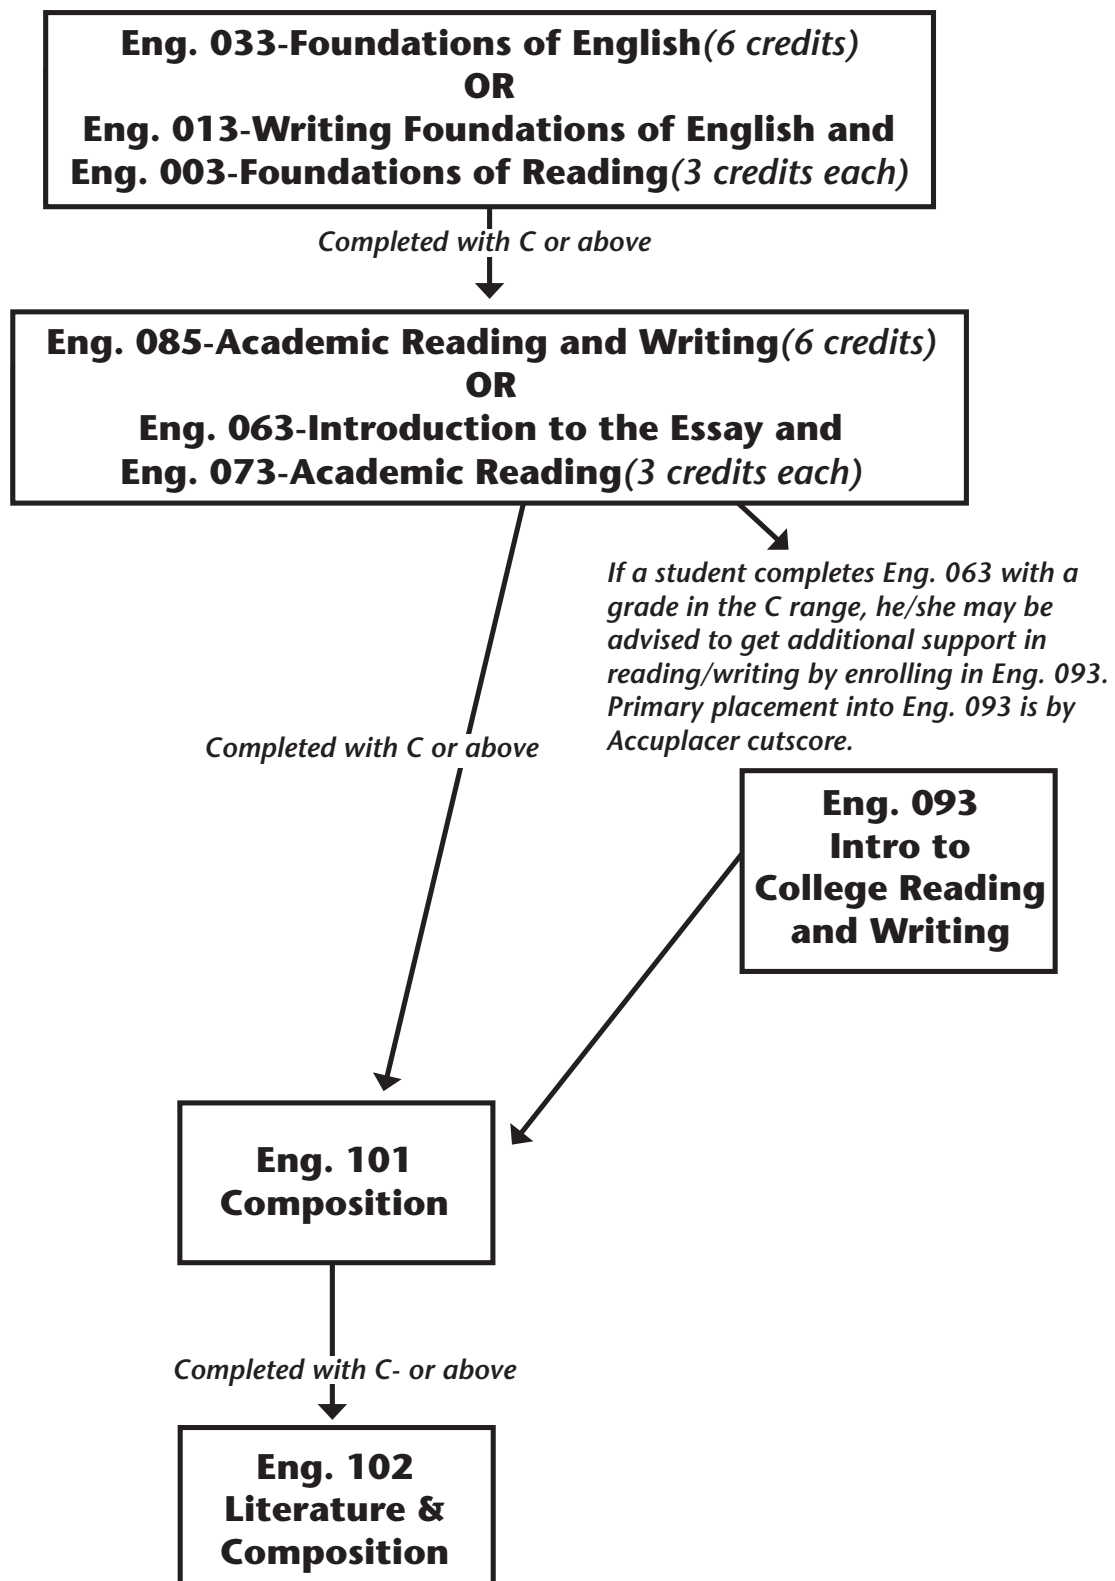 Eng. 033-Foundations of English(6 credits)
OR
Eng. 013-Writing Foundations of English and
Eng. 003-Foundations of Reading(3 credits each)
Completed with C or above
Eng. 085-Academic Reading and Writing(6 credits)
OR
Eng. 063-Introduction to the Essay and
Eng. 073-Academic Reading(3 credits each)
If a student completes Eng. 063 with a
grade in the C range, he/she may be
advised to get additional support in
reading/writing by enrolling in Eng. 093.
Primary placement into Eng. 093 is by
Accuplacer cutscore.
Completed with C or above
Eng. 093
Intro to
College Reading
and Writing
Eng. 101
Composition
Completed with C- or above
Eng. 102
Literature &
Composition